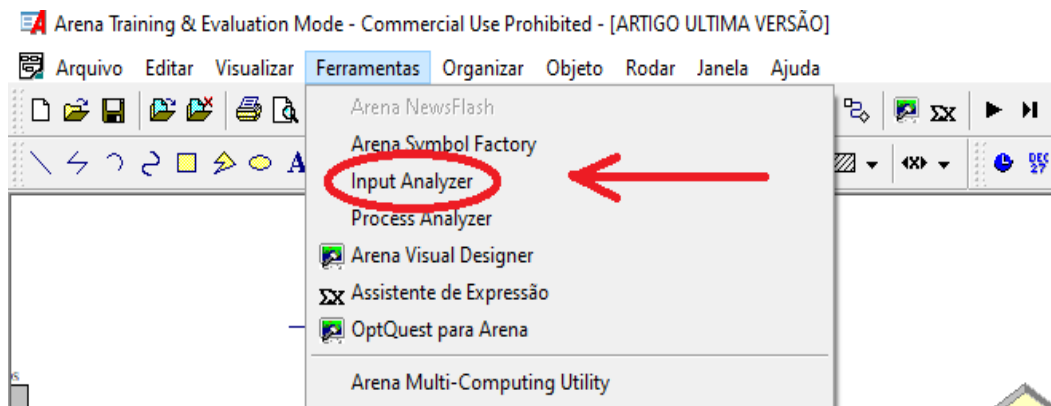 Arena Training & Evaluation Mode - Commercial Use Prohibited - [ARTIGO ULTIMA VERSÃO]
Arquivo Editar Visualizar Ferramentas Organizar Objeto Rodar Janela Ajuda
Arena NewsFlash
Arena Symbol Factory
Input Analyzer
Process Analyzer
Arena Visual Designer
Assistente de Expressão
OptQuest para Arena
Arena Multi-Computing Utility